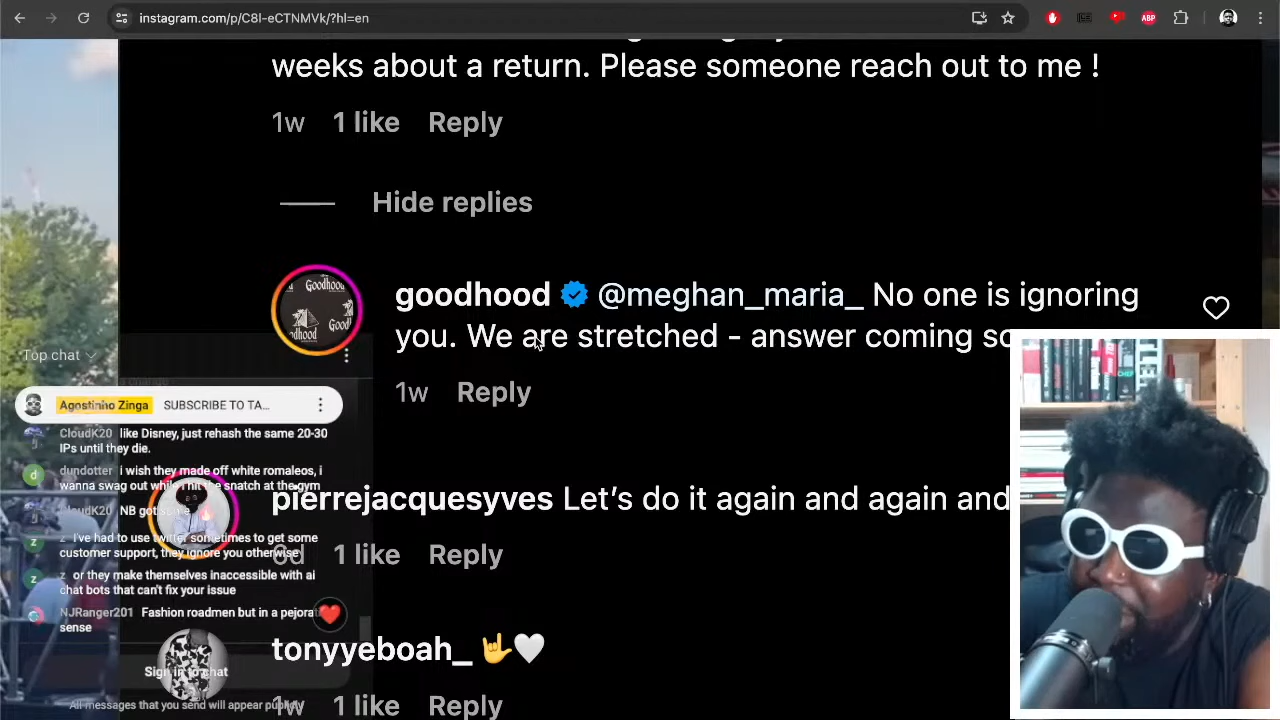 instagram.com/p/C8l-eCTNMVk/?hl=en
weeks about a return. Please someone reach out to me !
1w 1 like Reply
Hide replies
goodhood @meghan_maria_ No one is ignoring
you. We are stretched - answer coming so
1w Reply
pierrejacquesyves Let's do it again and again and
6d 1 like Reply
tonyyeboah_ 🤟🤍
1w 1 like Reply
Top chat
Agostinho Zinga SUBSCRIBE TO TA...
CloudK20 like Disney, just rehash the same 20-30
IPs until they die.
dundotter i wish they made off white romaleos, i
wanna swag out while i hit the snatch at the gym
CloudK20 NB got
z I've had to use twitter sometimes to get some
customer support, they ignore you otherwise
z or they make themselves inaccessible with ai
chat bots that can't fix your issue
NJRanger201 Fashion roadmen but in a pejora
sense
Sign in to chat
All messages that you send will appear publicly
ABP
Goodhood